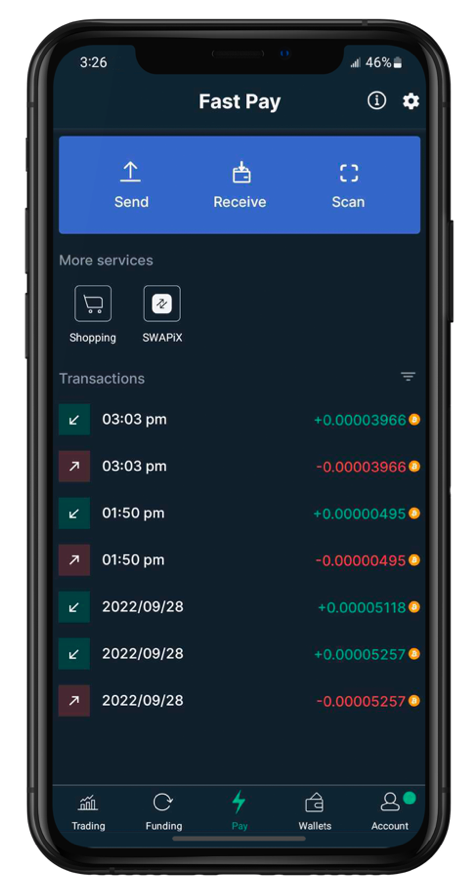 3:26 46%
Fast Pay
Send Receive Scan
More services
Shopping SWAPiX
Transactions
03:03 pm +0.00003966
03:03 pm -0.00003966
01:50 pm +0.00000495
01:50 pm -0.00000495
2022/09/28 +0.00005118
2022/09/28 +0.00005257
2022/09/28 -0.00005257
Trading Funding Pay Wallets Account